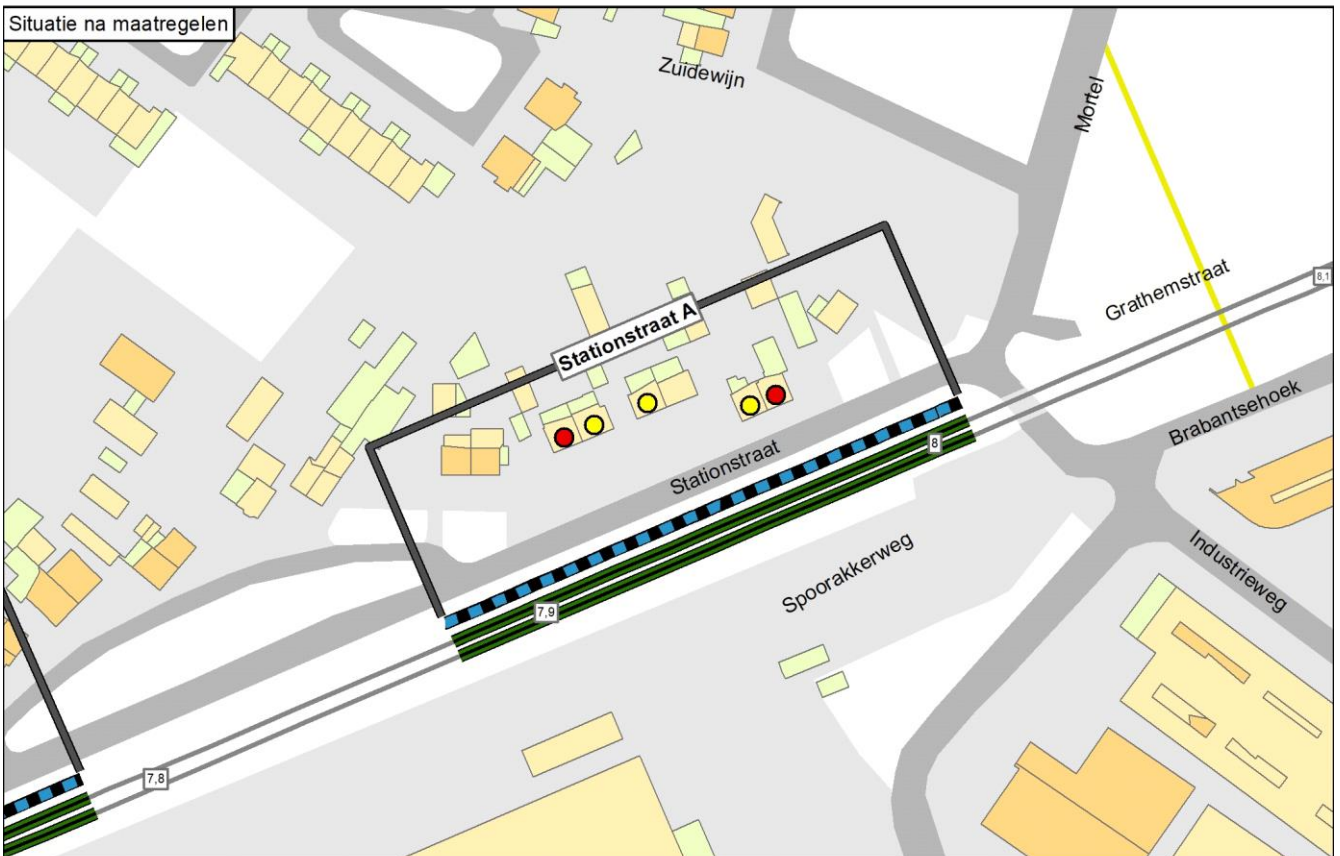 Situatie na maatregelen
Zuidewijn
Mortel
Grathemstraat
8,1
Stationstraat A
Brabantsehoek
8
Stationstraat
Industrieweg
Spoorakkerweg
7,9
7,8